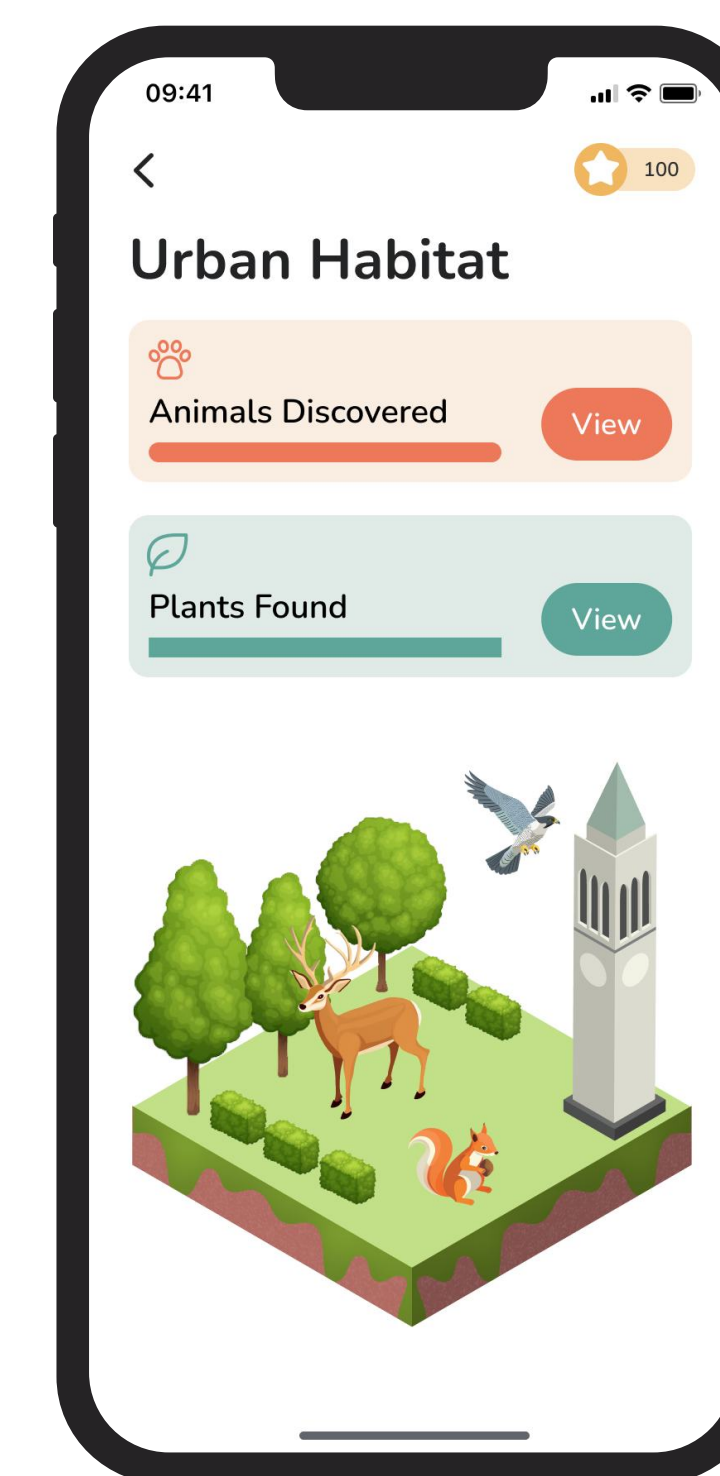 09:41
100
Urban Habitat
Animals Discovered
View
Plants Found
View